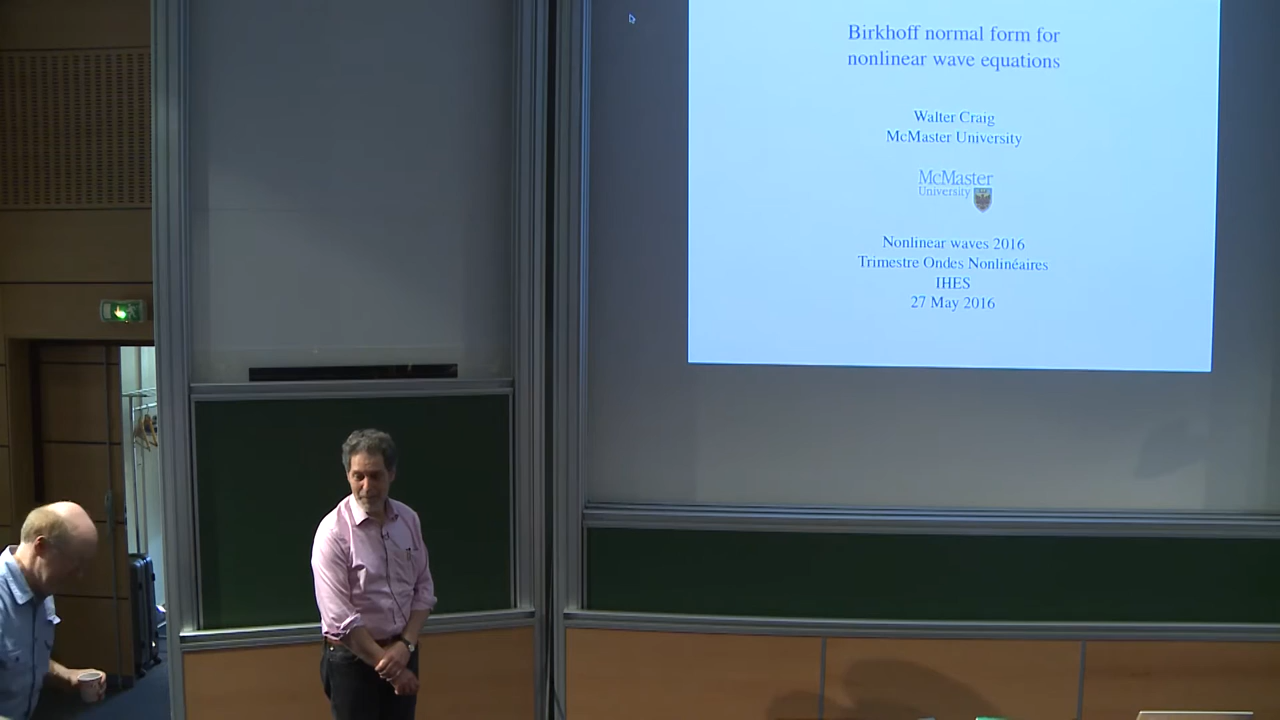 Birkhoff normal form for
nonlinear wave equations
Walter Craig
McMaster University
McMaster
University
Nonlinear waves 2016
Trimestre Ondes Nonlinéaires
IHES
27 May 2016